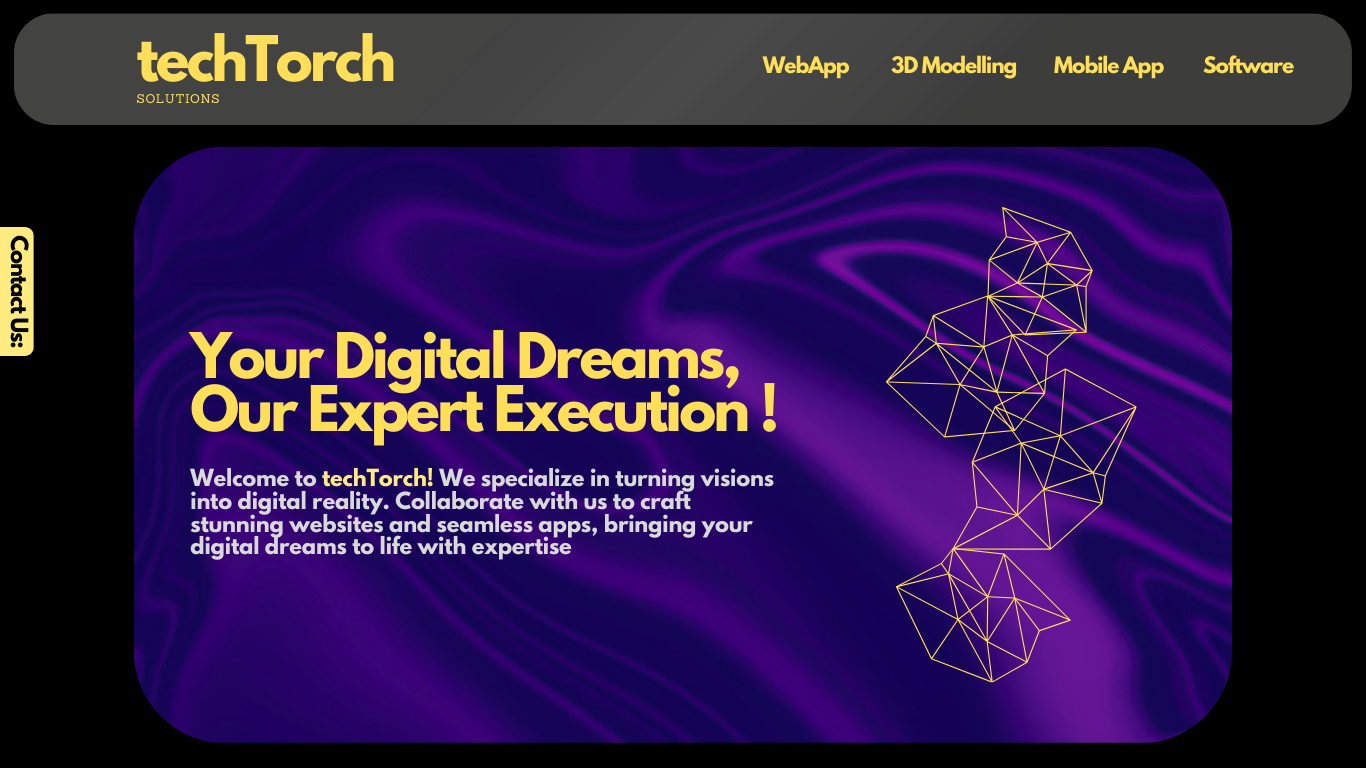 techTorch
SOLUTIONS
WebApp
3D Modelling
Mobile App
Software
Contact Us:
Your Digital Dreams,
Our Expert Execution !
Welcome to techTorch! We specialize in turning visions
into digital reality. Collaborate with us to craft
stunning websites and seamless apps, bringing your
digital dreams to life with expertise